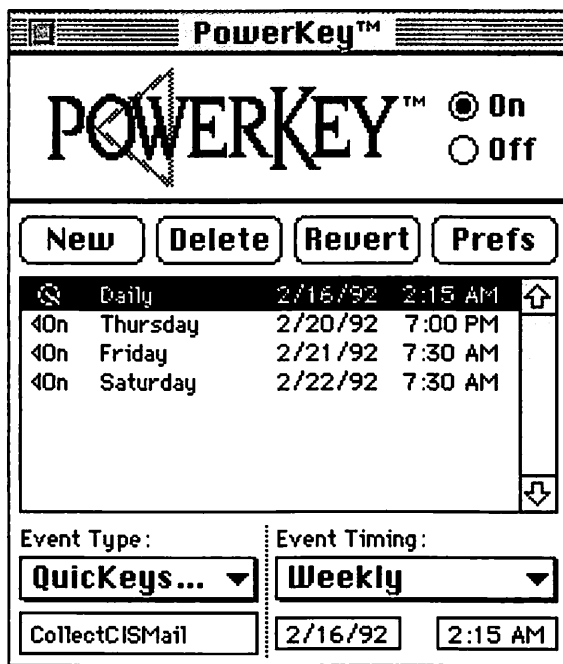 PowerKey™
POWERKEY™
On
Off
New Delete Revert Prefs
Daily 2/16/92 2:15 AM
On Thursday 2/20/92 7:00 PM
On Friday 2/21/92 7:30 AM
On Saturday 2/22/92 7:30 AM
Event Type: Event Timing:
QuicKeys... Weekly
CollectCISMail 2/16/92 2:15 AM